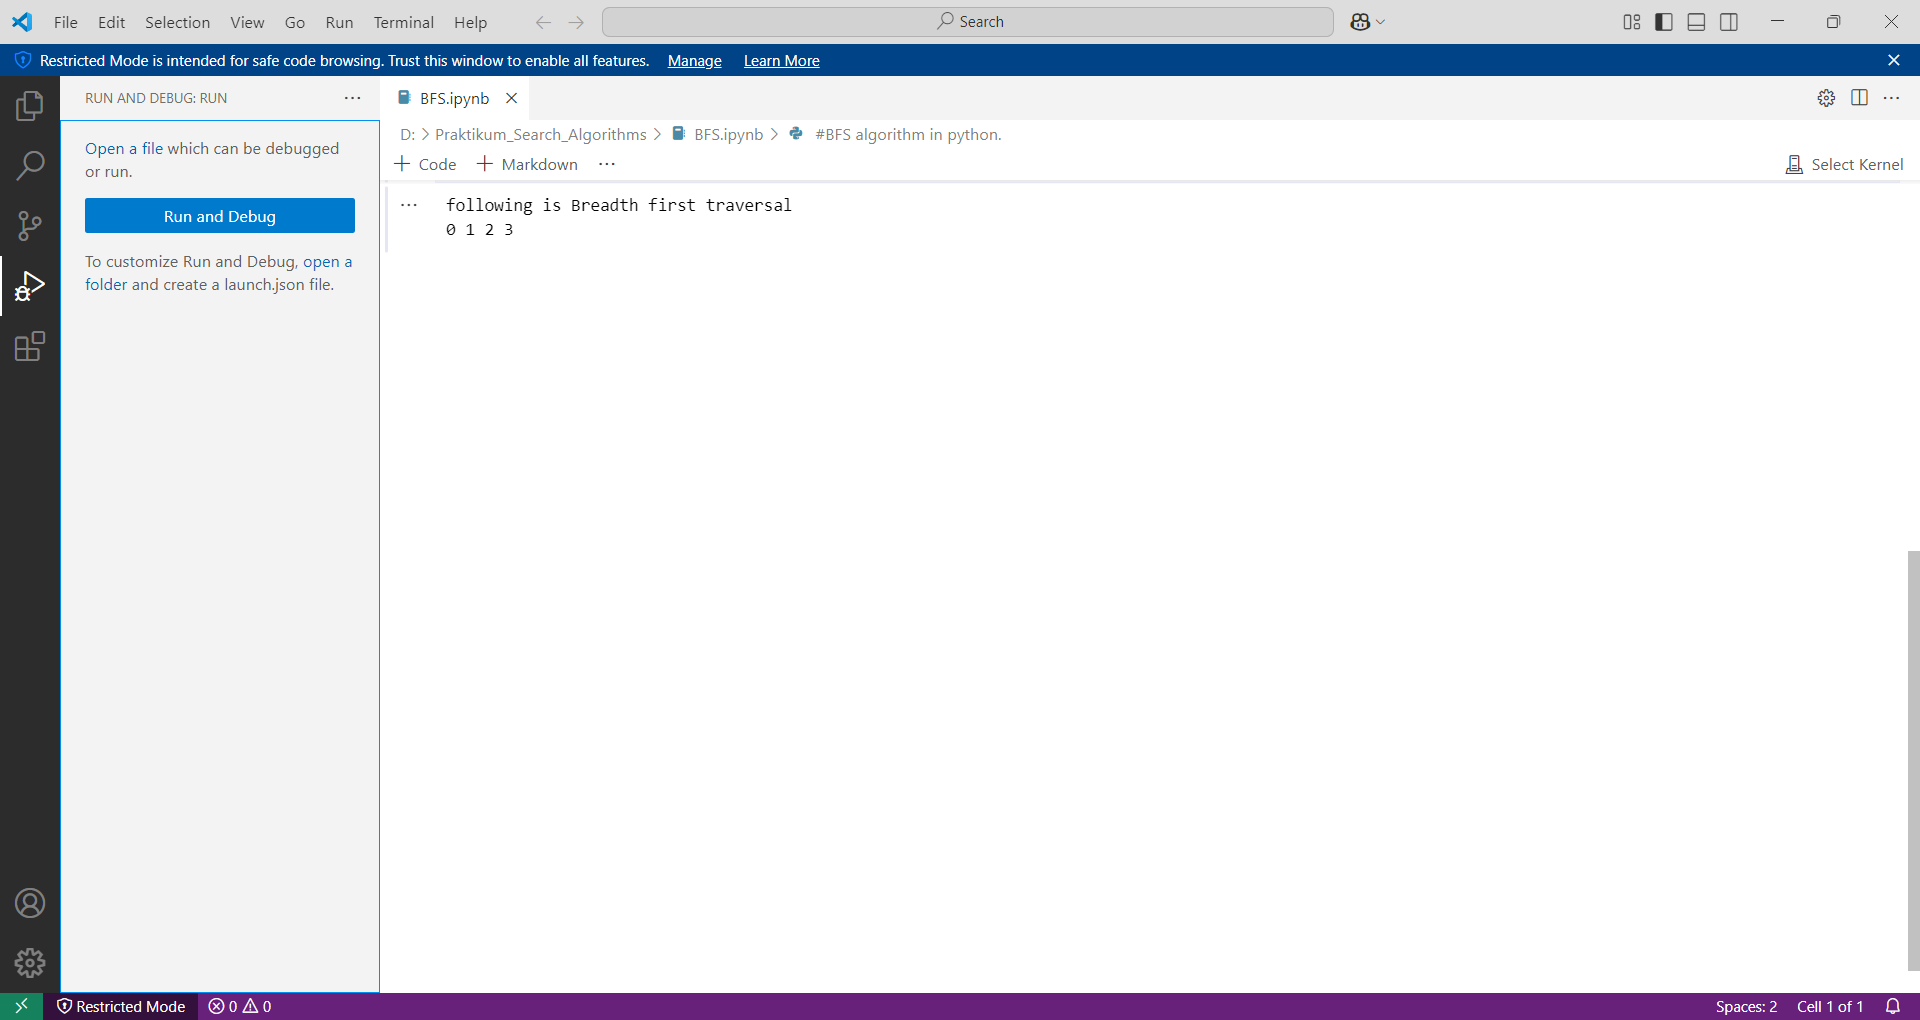 File Edit Selection View Go Run Terminal Help Search
Restricted Mode is intended for safe code browsing. Trust this window to enable all features. Manage Learn More
RUN AND DEBUG: RUN
BFS.ipynb
Open a file which can be debugged
or run.
Run and Debug
To customize Run and Debug, open a
folder and create a launch.json file.
D: > Praktikum_Search_Algorithms > BFS.ipynb > #BFS algorithm in python.
+ Code + Markdown ... Select Kernel
following is Breadth first traversal
0 1 2 3
Restricted Mode 0 0 Spaces: 2 Cell 1 of 1